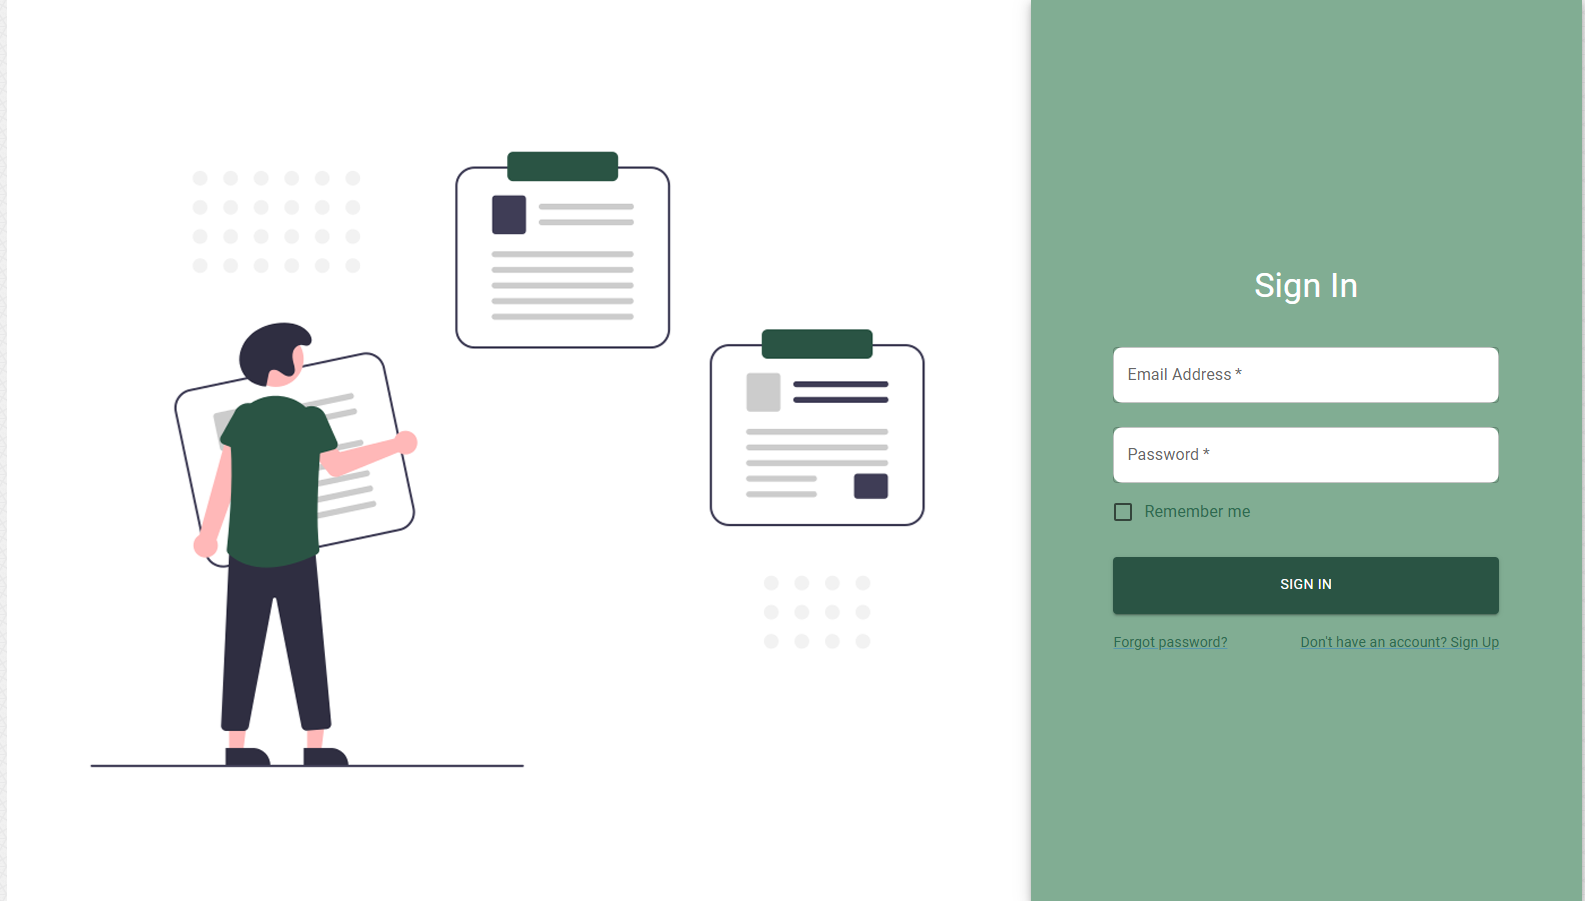 Sign In
Email Address *
Password *
Remember me
SIGN IN
Forgot password?
Don't have an account? Sign Up